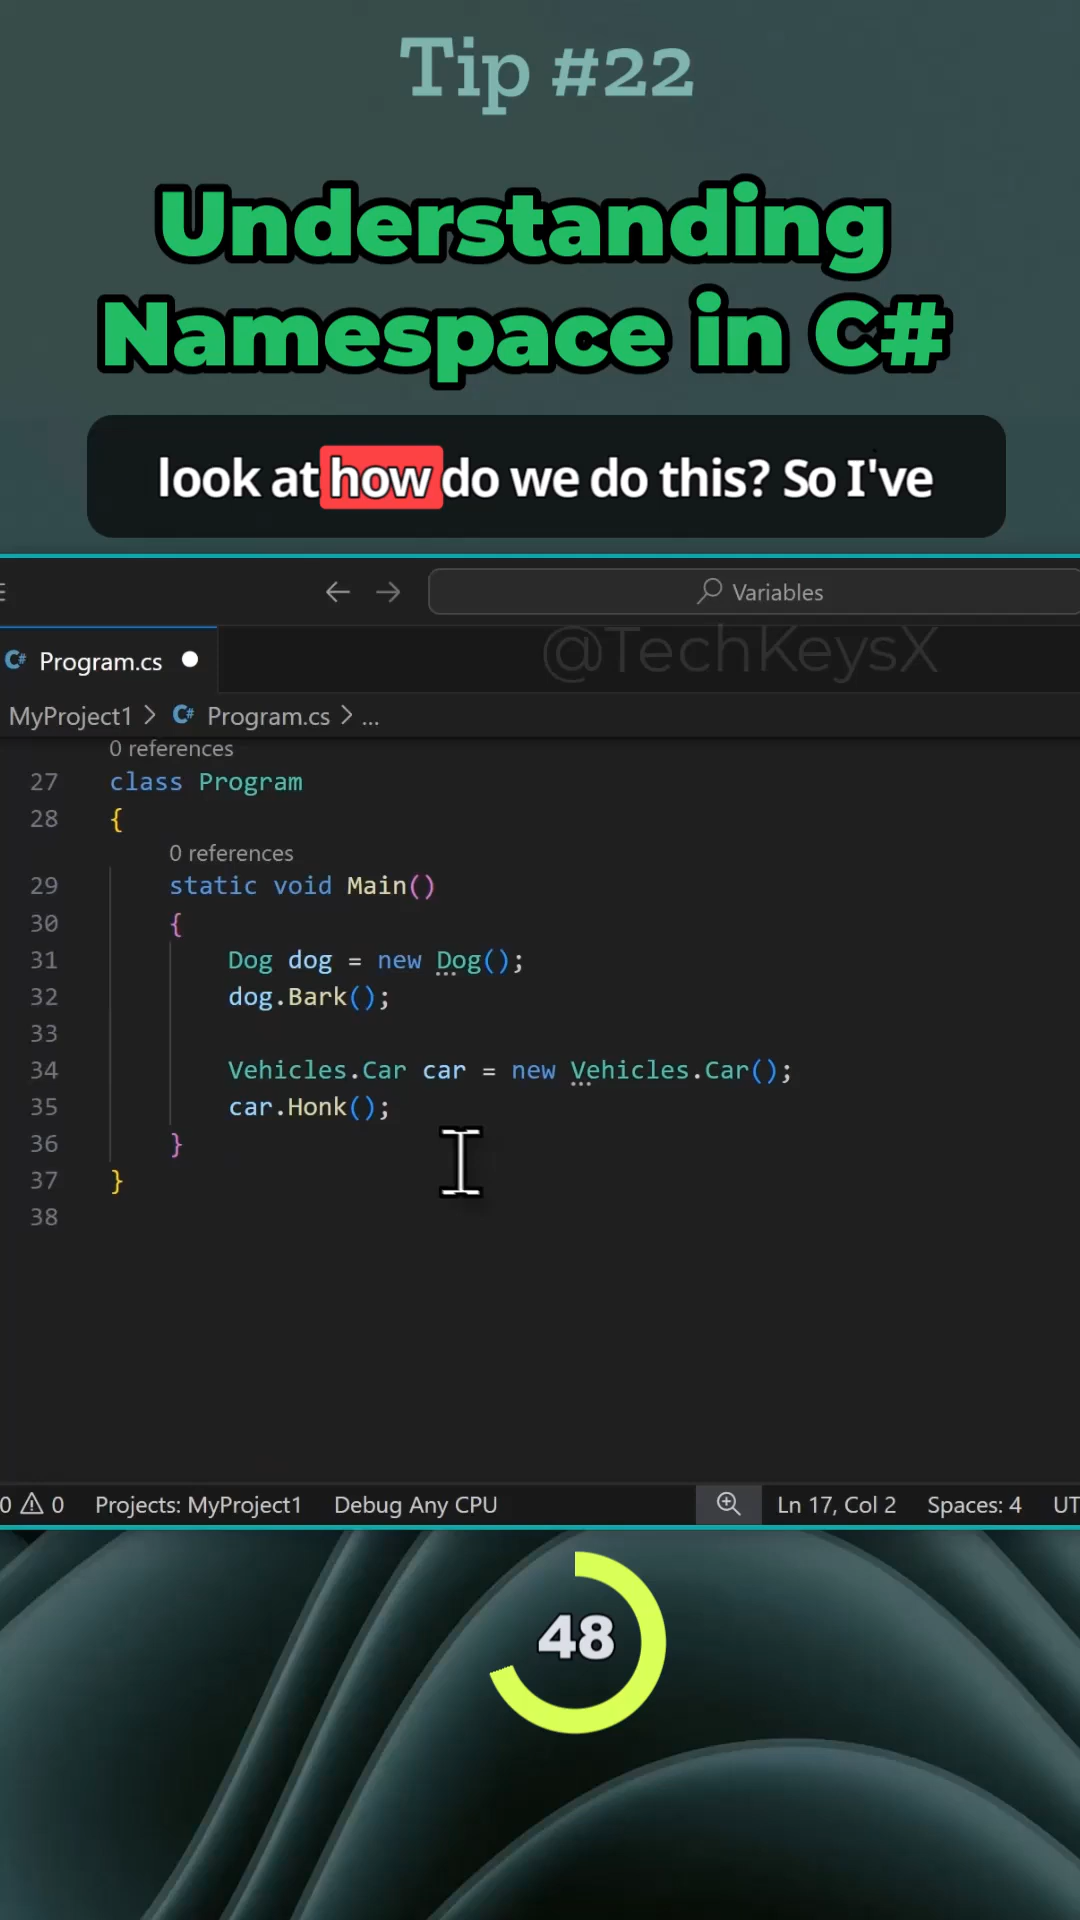 Tip #22
Understanding
Namespace in C#
look at how do we do this? So I've
Variables
C# Program.cs
@TechKeysX
MyProject1 > C# Program.cs > ...
0 references
27 class Program
28 {
0 references
29 static void Main()
30 {
31 Dog dog = new Dog();
32 dog.Bark();
33
34 Vehicles.Car car = new Vehicles.Car();
35 car.Honk();
36 }
37 }
38
0 0 Projects: MyProject1 Debug Any CPU Ln 17, Col 2 Spaces: 4 UT
48